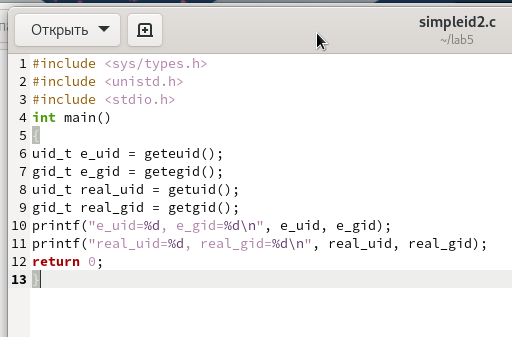 Открыть
simpleid2.c
~/lab5
1 #include <sys/types.h>
2 #include <unistd.h>
3 #include <stdio.h>
4 int main()
5 {
6 uid_t e_uid = geteuid();
7 gid_t e_gid = getegid();
8 uid_t real_uid = getuid();
9 gid_t real_gid = getgid();
10 printf("e_uid=%d, e_gid=%d\n", e_uid, e_gid);
11 printf("real_uid=%d, real_gid=%d\n", real_uid, real_gid);
12 return 0;
13 }